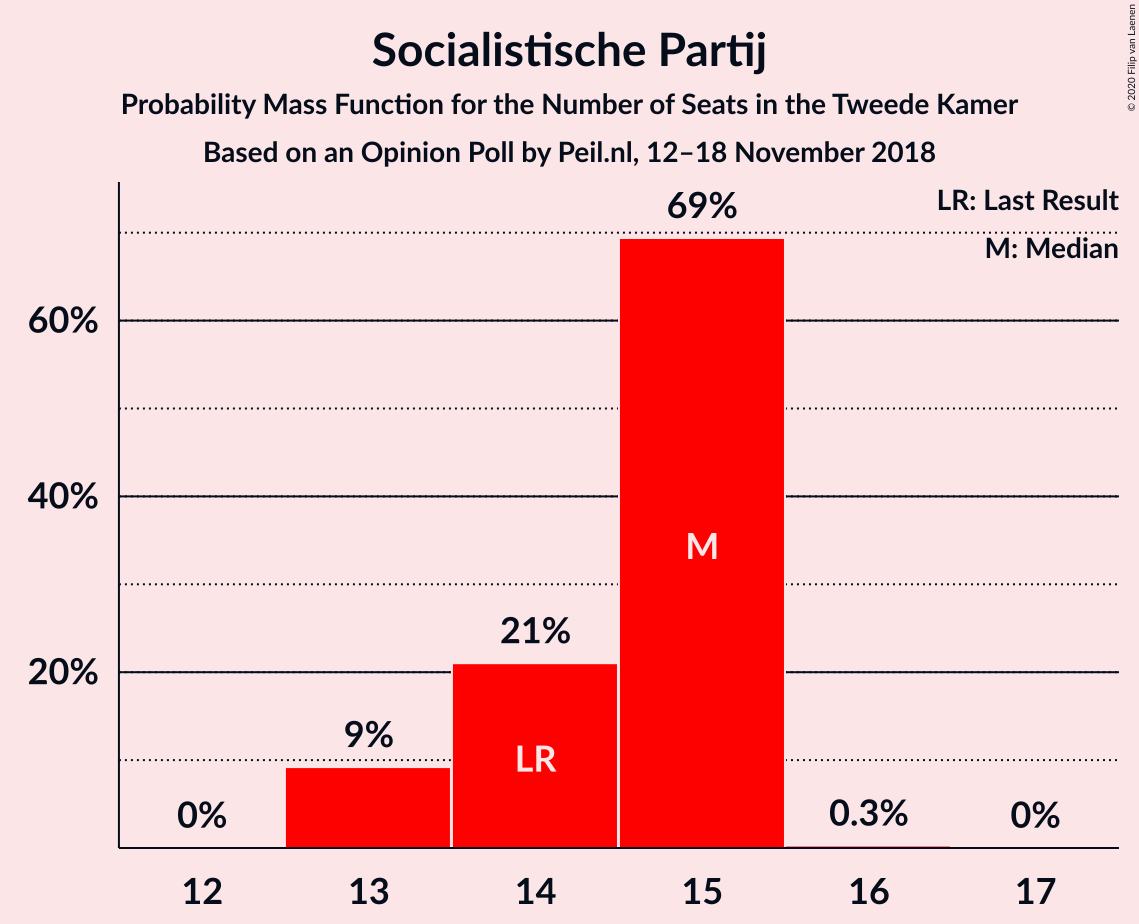 Socialistische Partij
Probability Mass Function for the Number of Seats in the Tweede Kamer
Based on an Opinion Poll by Peil.nl, 12–18 November 2018
© 2020 Filip van Laenen
LR: Last Result
M: Median
69%
60%
40%
M
21%
20%
9%
LR
0%
0.3%
0%
12
13
14
15
16
17